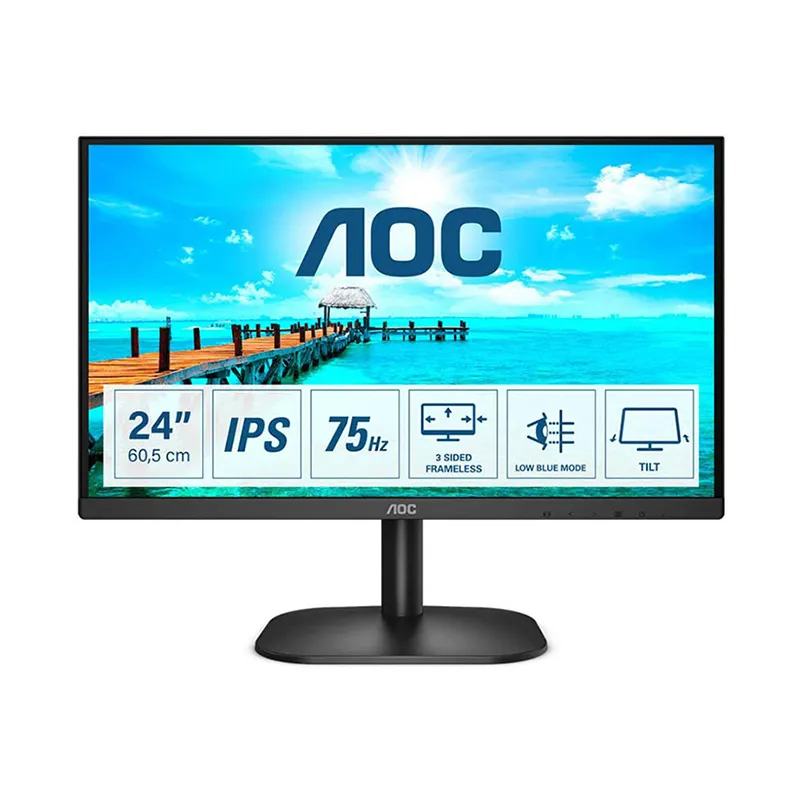 AOC
24”
60,5 cm
IPS
75Hz
3 SIDED
FRAMELESS
LOW BLUE MODE
TILT
AOC